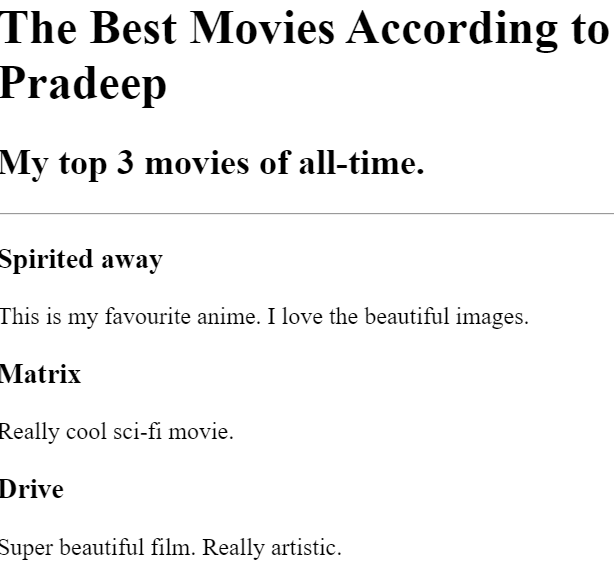 The Best Movies According to
Pradeep
My top 3 movies of all-time.
Spirited away
This is my favourite anime. I love the beautiful images.
Matrix
Really cool sci-fi movie.
Drive
Super beautiful film. Really artistic.